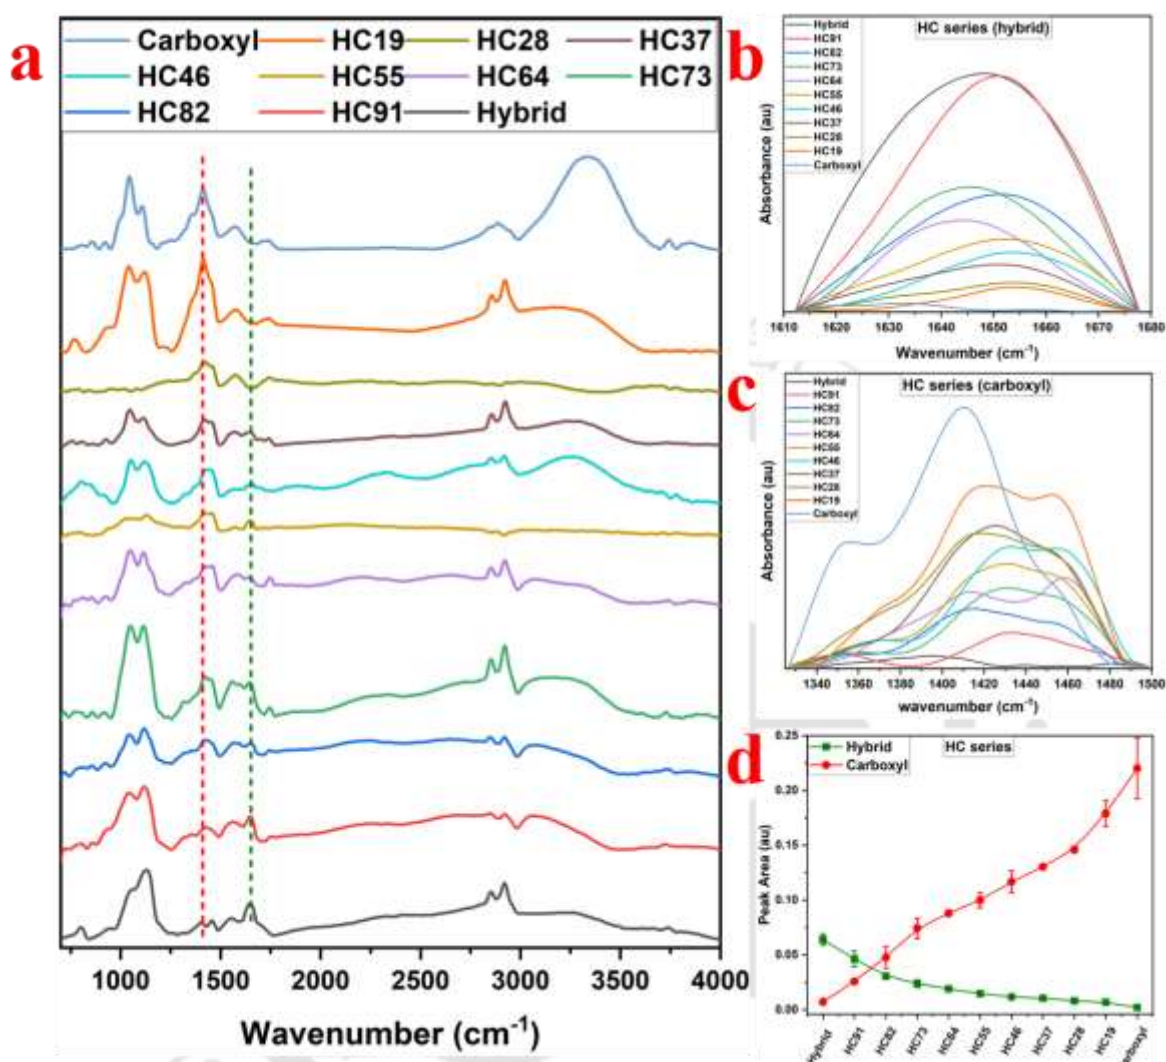 a
Carboxyl HC19 HC28 HC37
HC46 HC55 HC64 HC73
HC82 HC91 Hybrid
1000 1500 2000 2500 3000 3500 4000
Wavenumber (cm⁻¹)
b
HC series (hybrid)
Hybrid
HC91
HC82
HC73
HC64
HC55
HC46
HC37
HC28
HC19
Carboxyl
Absorbance (au)
1610 1620 1630 1640 1650 1660 1670 1680
Wavenumber (cm⁻¹)
c
HC series (carboxyl)
Hybrid
HC91
HC82
HC73
HC64
HC55
HC46
HC37
HC28
HC19
Carboxyl
Absorbance (au)
1340 1360 1380 1400 1420 1440 1460 1480 1500
wavenumber (cm⁻¹)
d
HC series
Hybrid
Carboxyl
Peak Area (au)
0.25
0.20
0.15
0.10
0.05
0.00
Hybrid HC91 HC82 HC73 HC64 HC55 HC46 HC37 HC28 HC19 Carboxyl